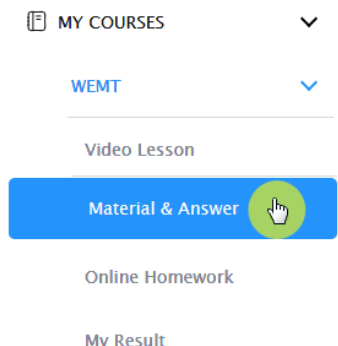 MY COURSES
WEMT
Video Lesson
Material & Answer
Online Homework
My Result